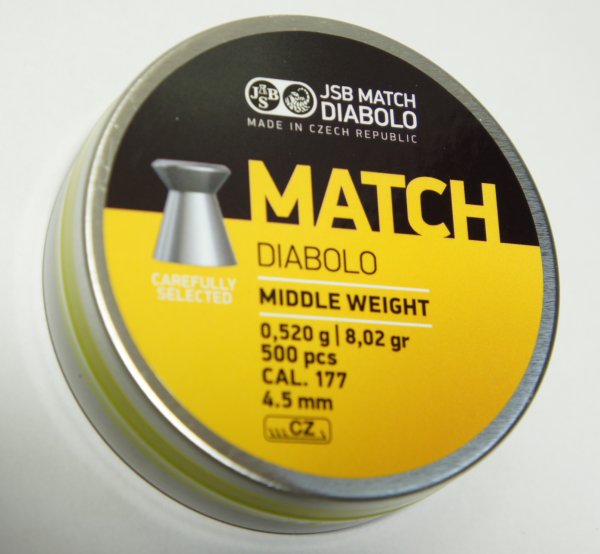 JSB
A
S
JSB MATCH
DIABOLO
MADE IN CZECH REPUBLIC
MATCH
DIABOLO
CAREFULLY
SELECTED
MIDDLE WEIGHT
0,520 g | 8,02 gr
500 pcs
CAL. 177
4.5 mm
CZ